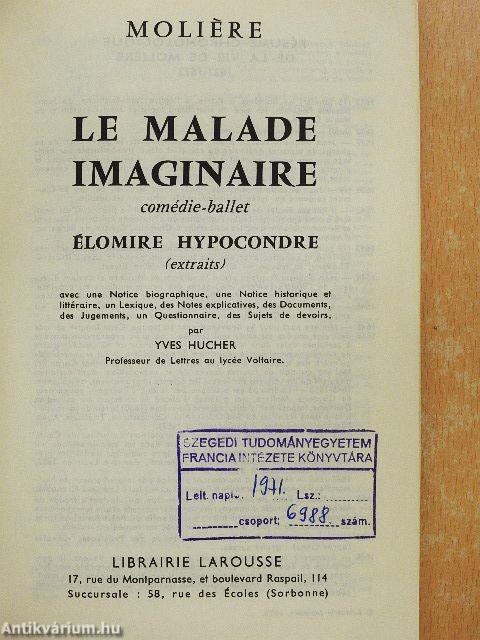 MOLIÈRE
LE MALADE
IMAGINAIRE
comédie-ballet
ÉLOMIRE HYPOCONDRE
(extraits)
avec une Notice biographique, une Notice historique et
littéraire, un Lexique, des Notes explicatives, des Documents,
des Jugements, un Questionnaire, des Sujets de devoirs,
par
YVES HUCHER
Professeur de Lettres au lycée Voltaire.
SZEGEDI TUDOMÁNYEGYETEM
FRANCIA INTÉZETE KÖNYVTÁRA
Lelt. napló: 1971. Lsz.:
csoport; 6988. szám.
LIBRAIRIE LAROUSSE
17, rue du Montparnasse, et boulevard Raspail, 114
Succursale : 58, rue des Écoles (Sorbonne)
Antikvárium.hu